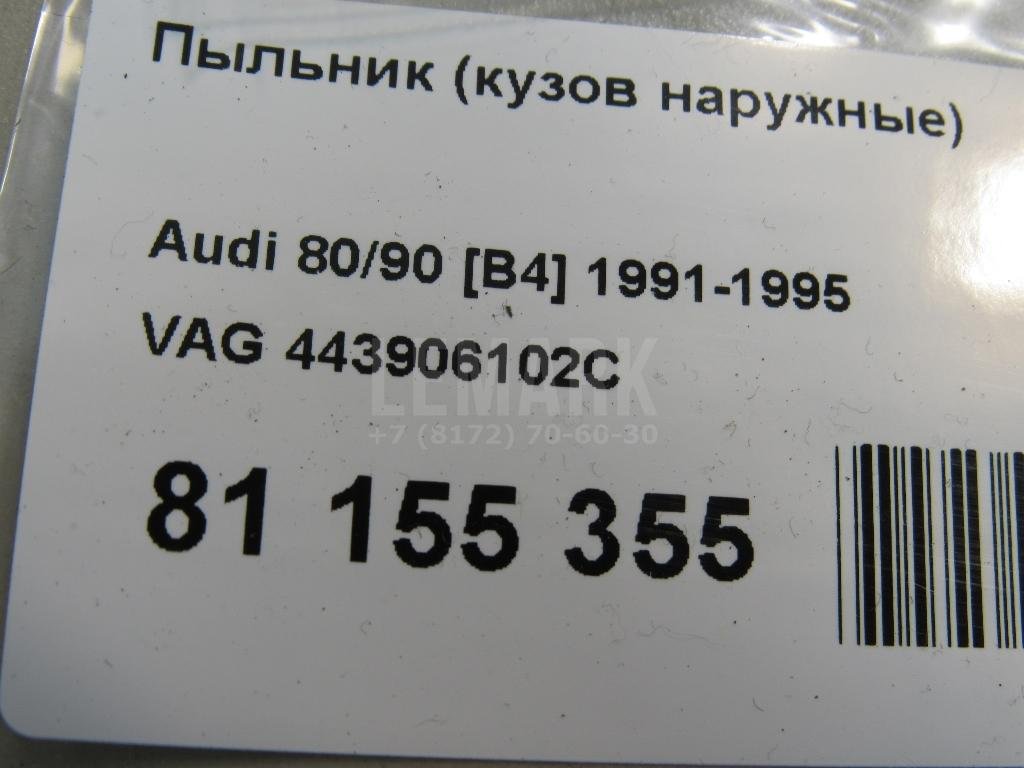 Пыльник (кузов наружные)
Audi 80/90 [B4] 1991-1995
VAG 443906102C
LEMARK
+7 (8172) 70-60-30
81 155 355